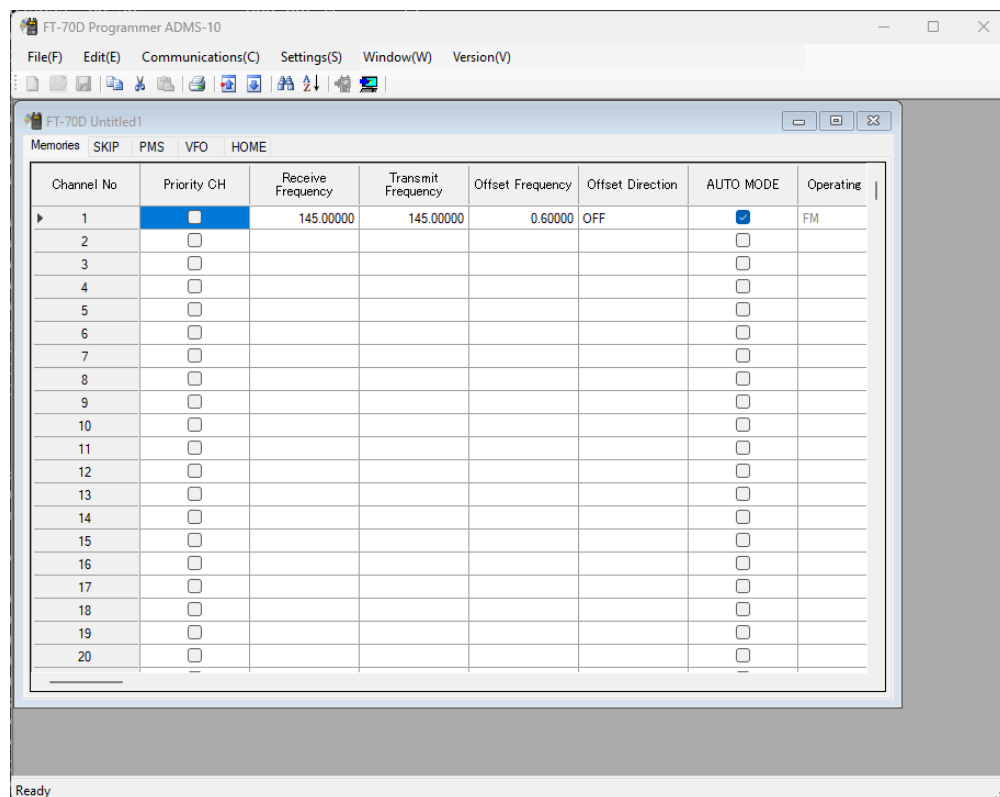 FT-70D Programmer ADMS-10
File(F) Edit(E) Communications(C) Settings(S) Window(W) Version(V)
FT-70D Untitled1
Memories SKIP PMS VFO HOME
Channel No Priority CH Receive Frequency Transmit Frequency Offset Frequency Offset Direction AUTO MODE Operating
1 145.00000 145.00000 0.60000 OFF FM
2
3
4
5
6
7
8
9
10
11
12
13
14
15
16
17
18
19
20
Ready